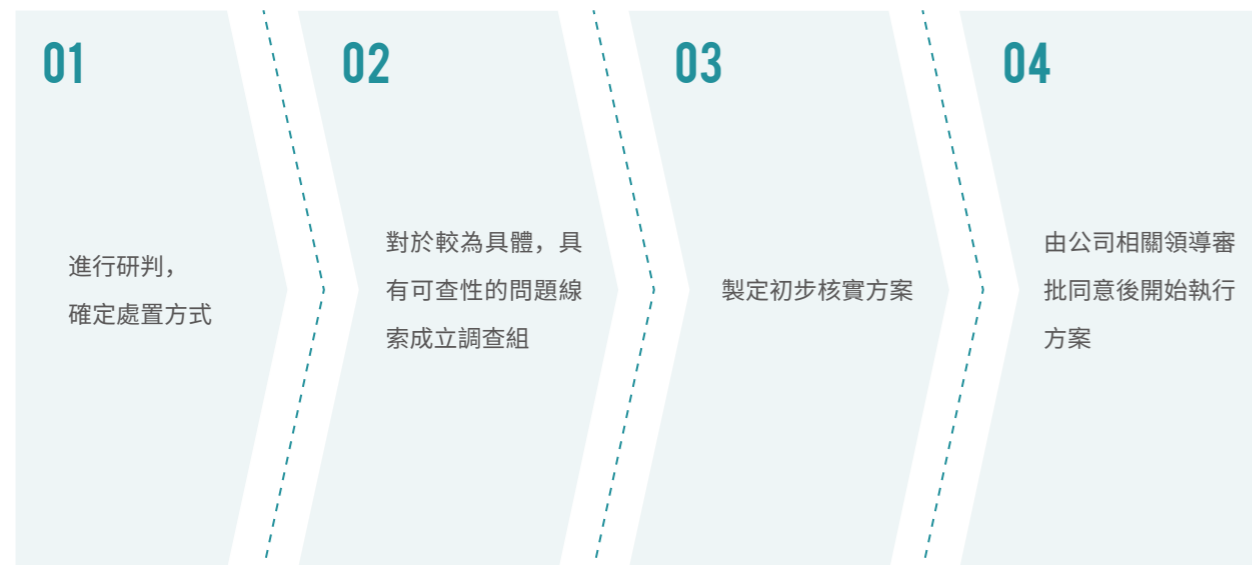 01
進行研判，
確定處置方式
02
對於較為具體，具
有可查性的問題線
索成立調查組
03
製定初步核實方案
04
由公司相關領導審
批同意後開始執行
方案